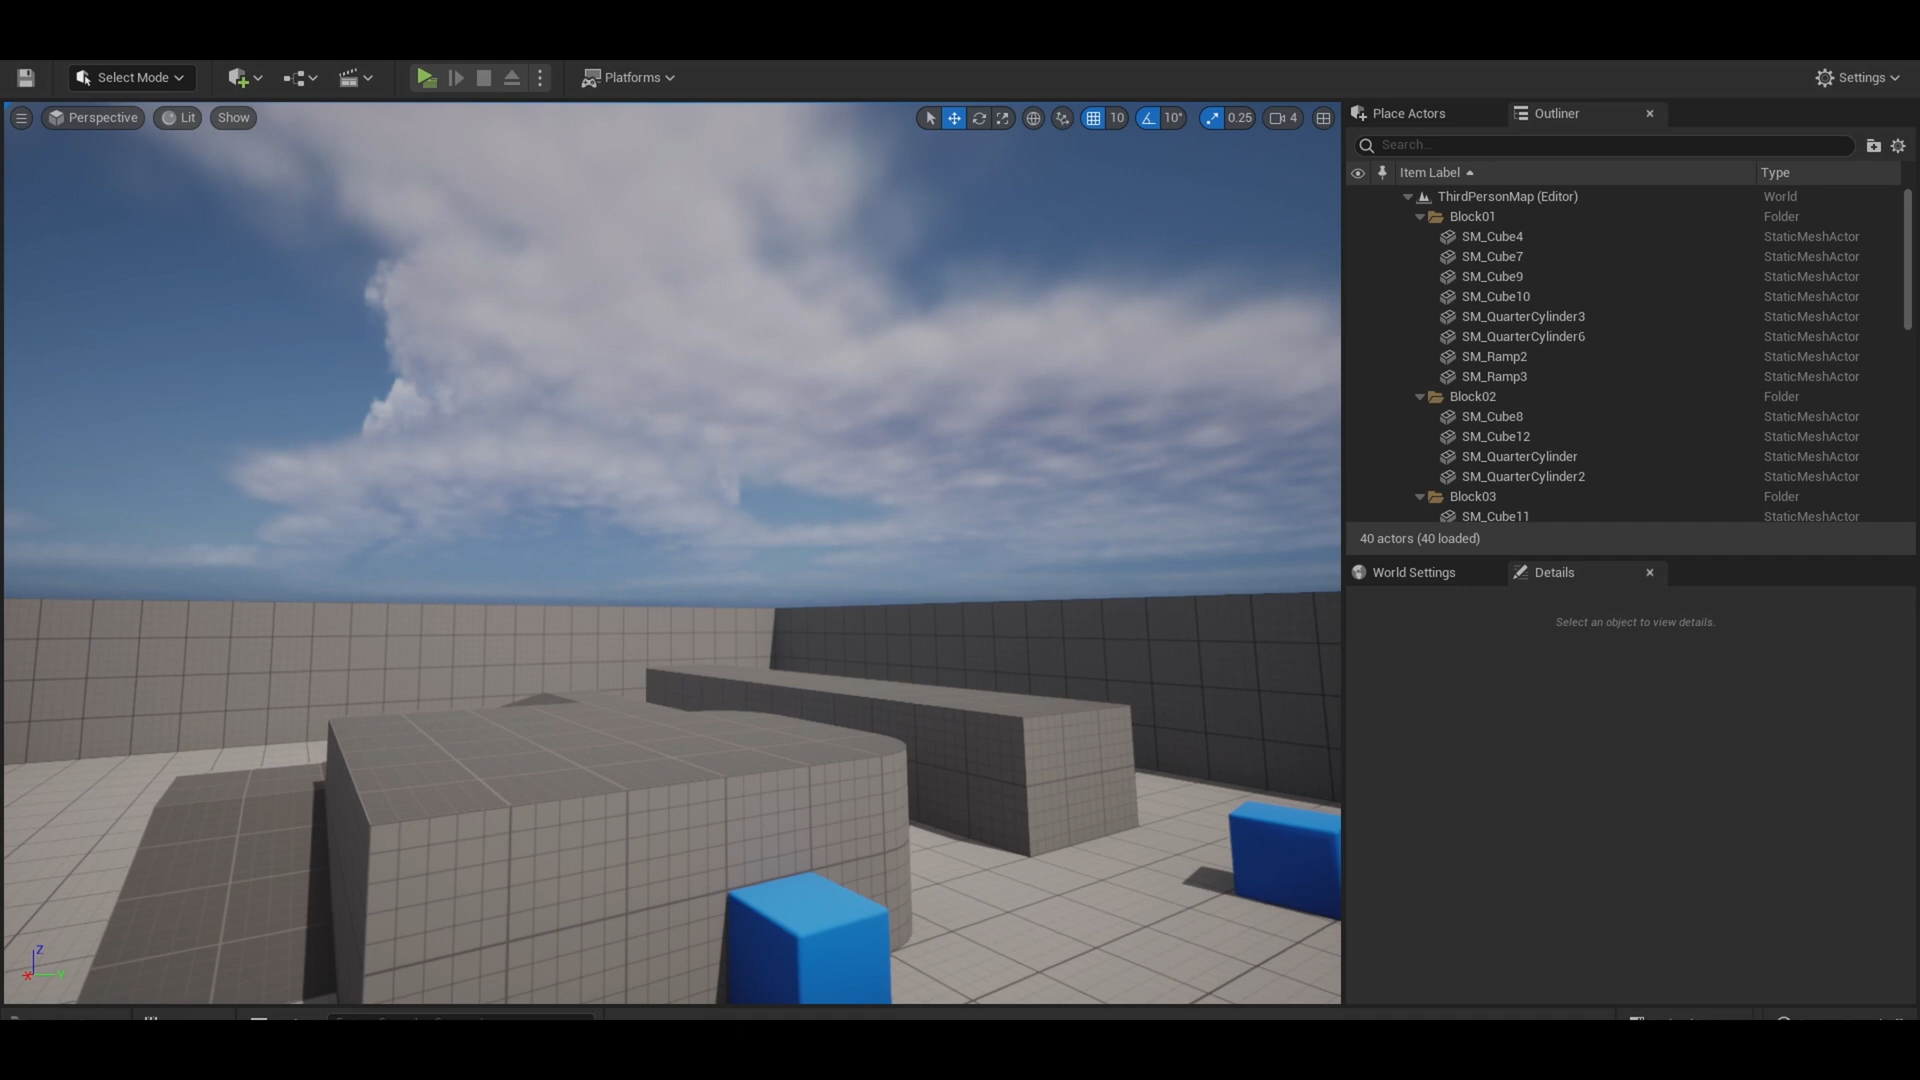 Select Mode
Platforms
Settings
Perspective
Lit
Show
10
10°
0.25
4
Place Actors
Outliner
Search...
Item Label
Type
ThirdPersonMap (Editor)
World
Block01
Folder
SM_Cube4
StaticMeshActor
SM_Cube7
StaticMeshActor
SM_Cube9
StaticMeshActor
SM_Cube10
StaticMeshActor
SM_QuarterCylinder3
StaticMeshActor
SM_QuarterCylinder6
StaticMeshActor
SM_Ramp2
StaticMeshActor
SM_Ramp3
StaticMeshActor
Block02
Folder
SM_Cube8
StaticMeshActor
SM_Cube12
StaticMeshActor
SM_QuarterCylinder
StaticMeshActor
SM_QuarterCylinder2
StaticMeshActor
Block03
Folder
SM_Cube11
StaticMeshActor
40 actors (40 loaded)
World Settings
Details
Select an object to view details.
Z
X
Y